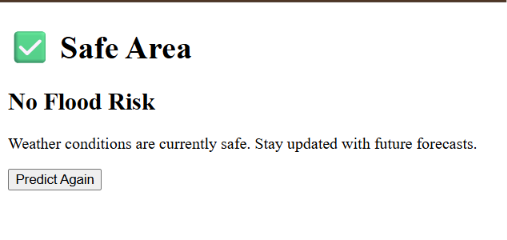 ✅ Safe Area
No Flood Risk
Weather conditions are currently safe. Stay updated with future forecasts.
Predict Again